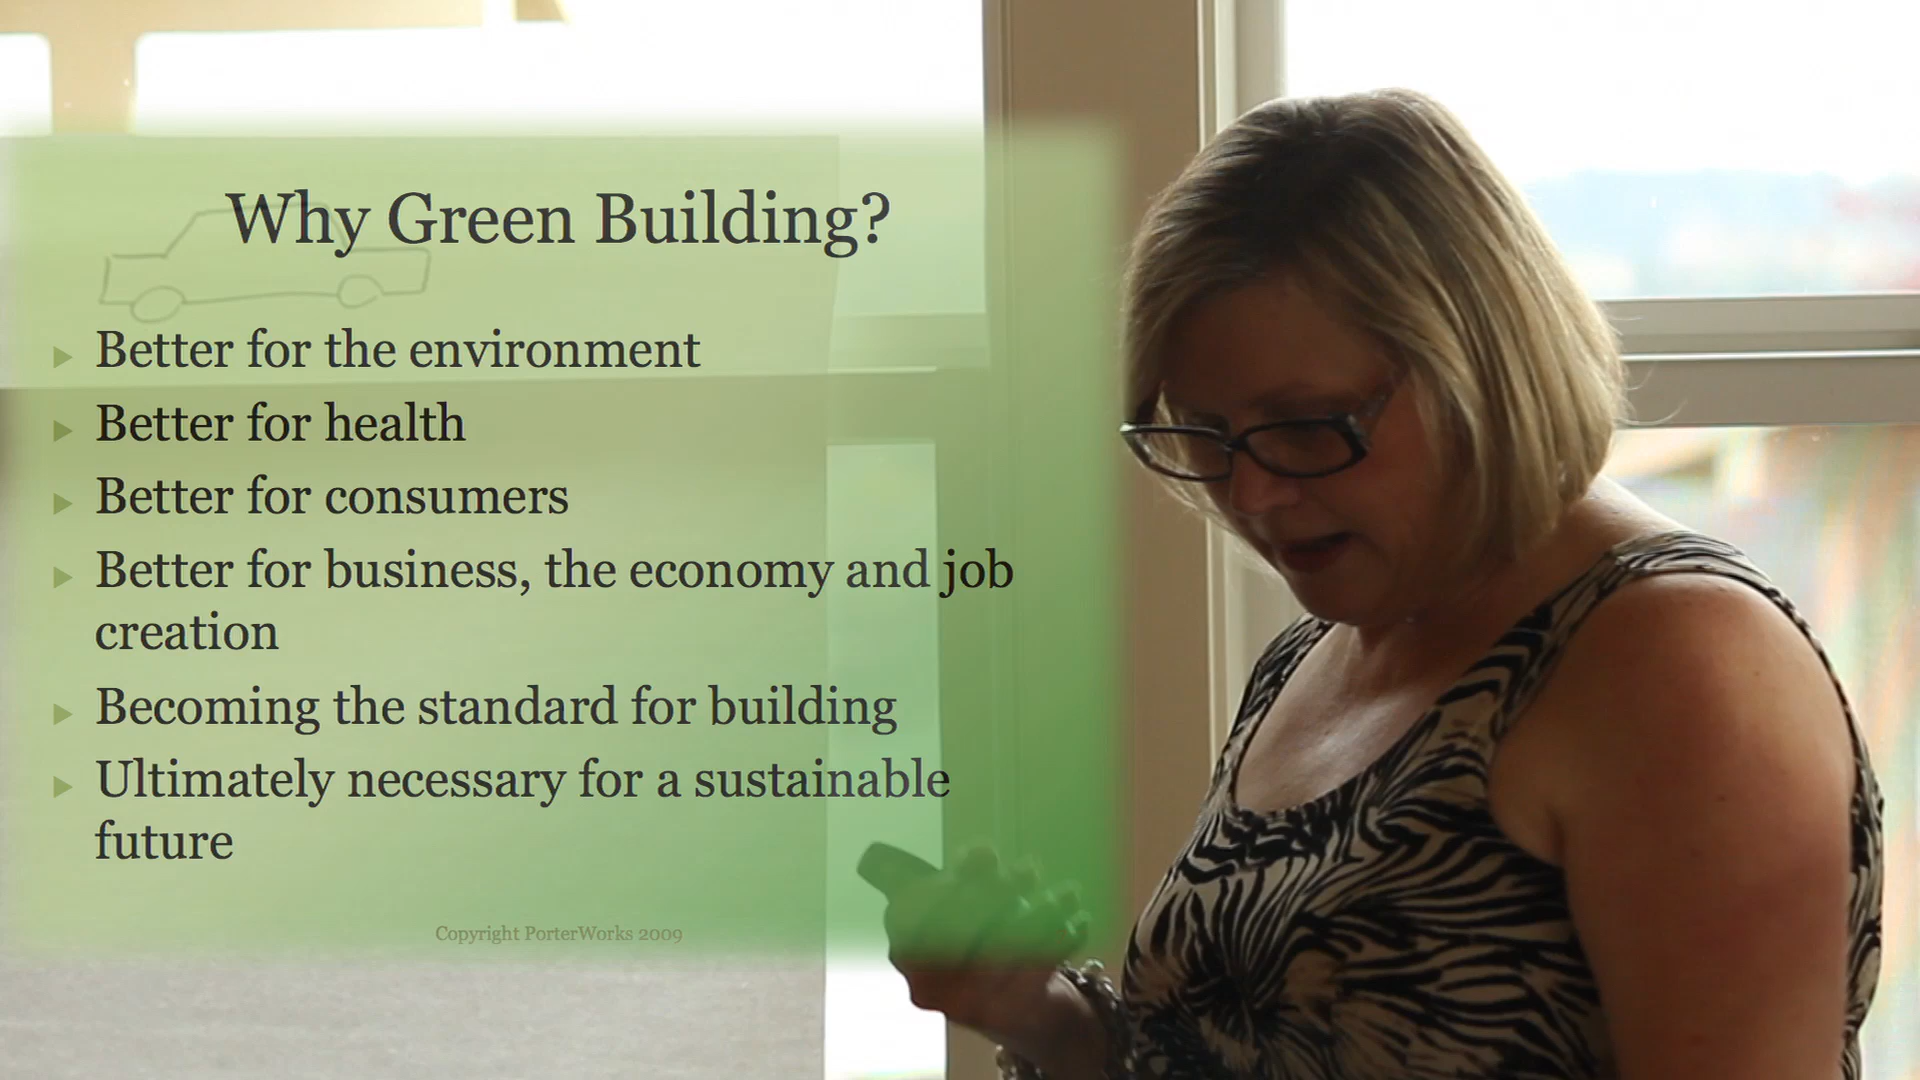 Why Green Building?
Better for the environment
Better for health
Better for consumers
Better for business, the economy and job
creation
Becoming the standard for building
Ultimately necessary for a sustainable
future
Copyright PorterWorks 2009